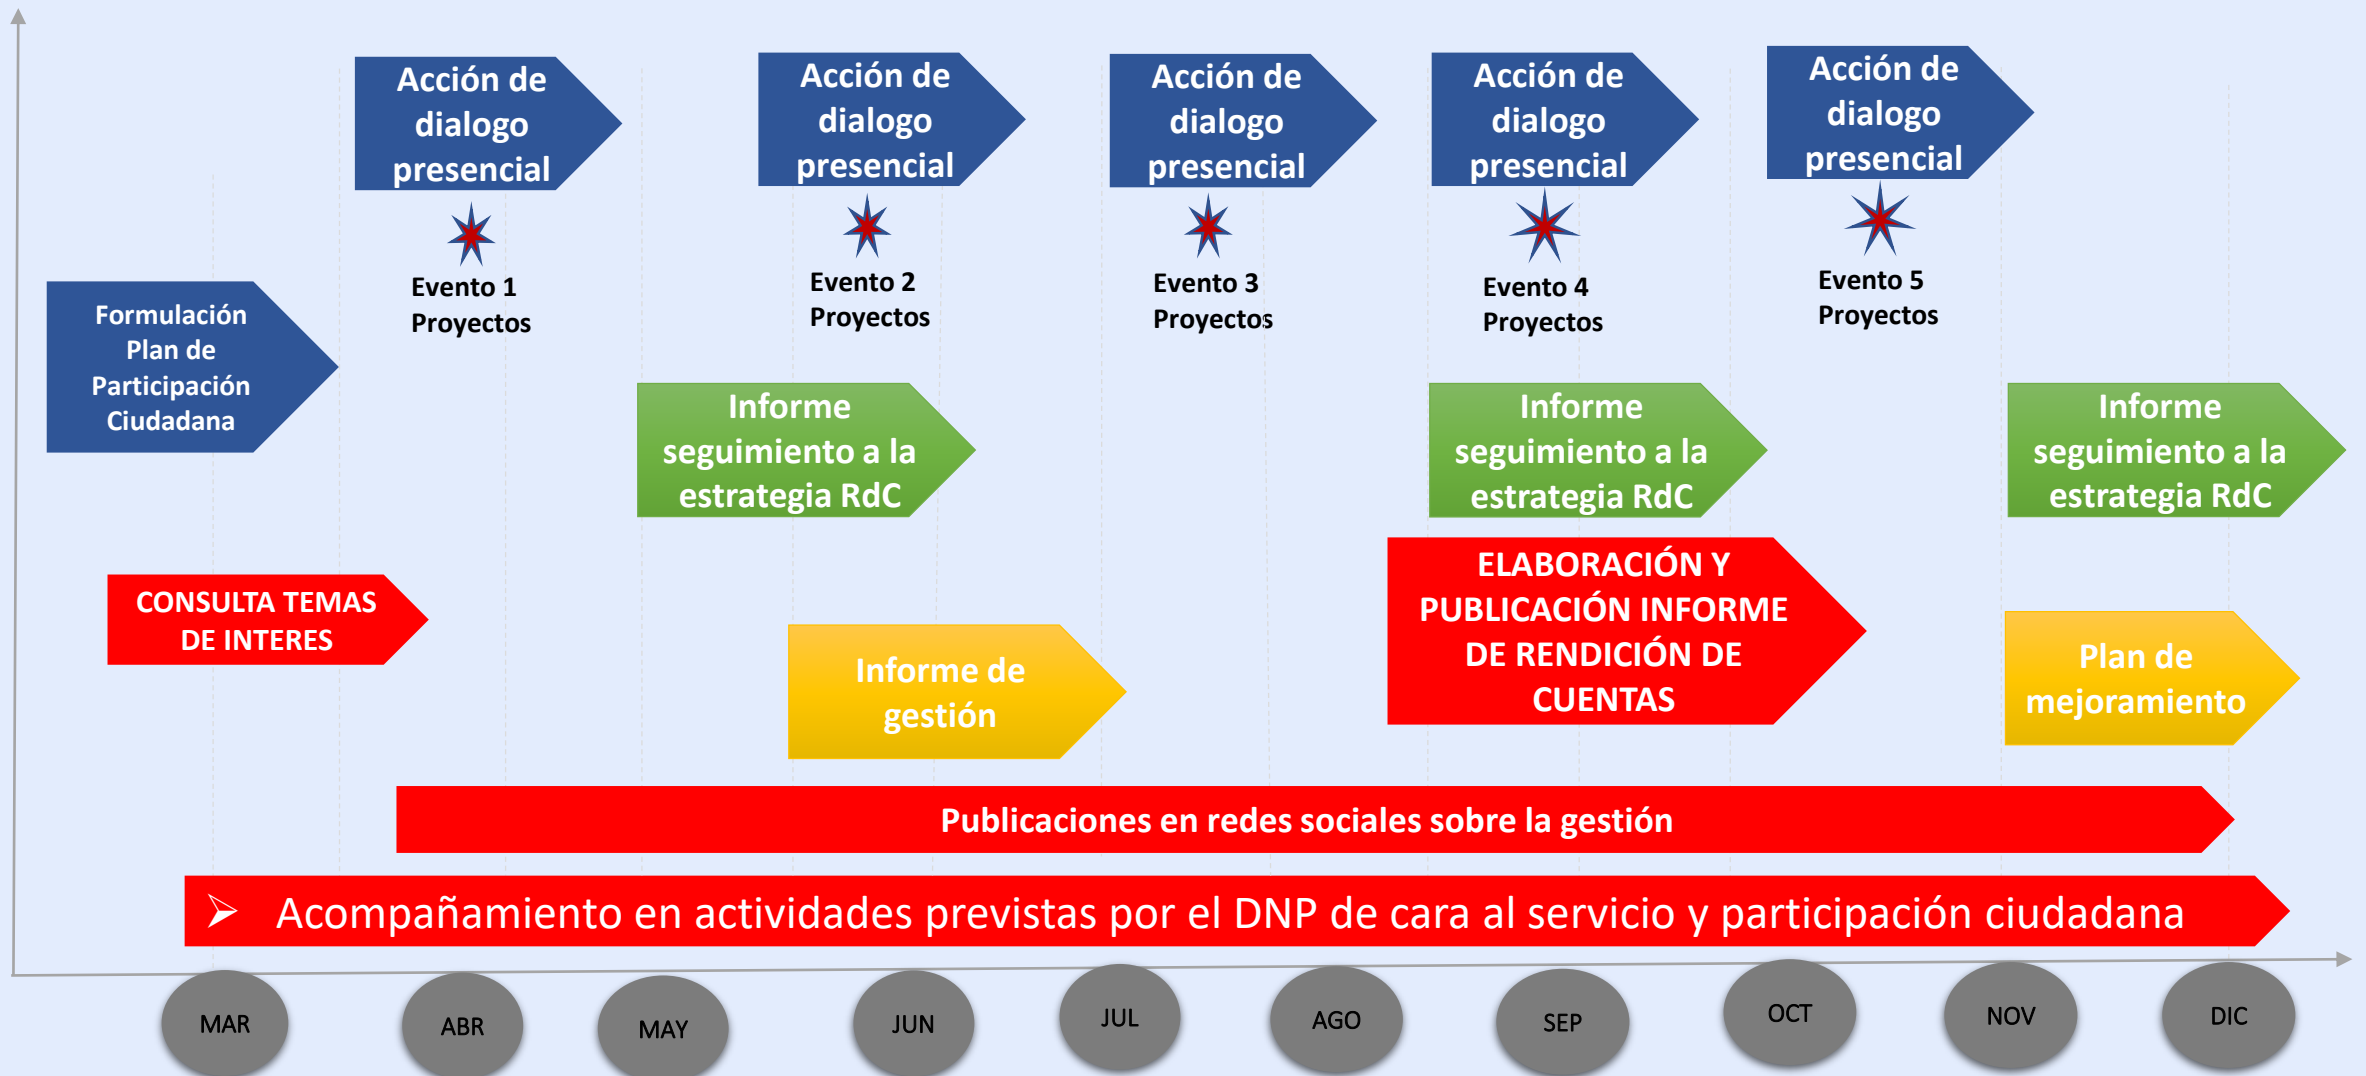 Acción de
dialogo
presencial
Acción de
dialogo
presencial
Acción de
dialogo
presencial
Acción de
dialogo
presencial
Acción de
dialogo
presencial
Evento 1
Proyectos
Evento 2
Proyectos
Evento 3
Proyectos
Evento 4
Proyectos
Evento 5
Proyectos
Formulación
Plan de
Participación
Ciudadana
Informe
seguimiento a la
estrategia RdC
Informe
seguimiento a la
estrategia RdC
Informe
seguimiento a la
estrategia RdC
CONSULTA TEMAS
DE INTERES
Informe de
gestión
ELABORACIÓN Y
PUBLICACIÓN INFORME
DE RENDICIÓN DE
CUENTAS
Plan de
mejoramiento
Publicaciones en redes sociales sobre la gestión
➢ Acompañamiento en actividades previstas por el DNP de cara al servicio y participación ciudadana
MAR
ABR
MAY
JUN
JUL
AGO
SEP
OCT
NOV
DIC